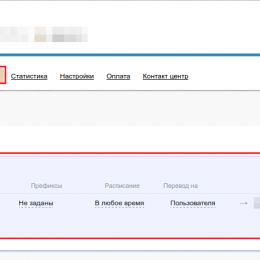 Статистика Настройки Оплата Контакт центр
Префиксы Расписание Перевод на
Не заданы В любое время Пользователя →